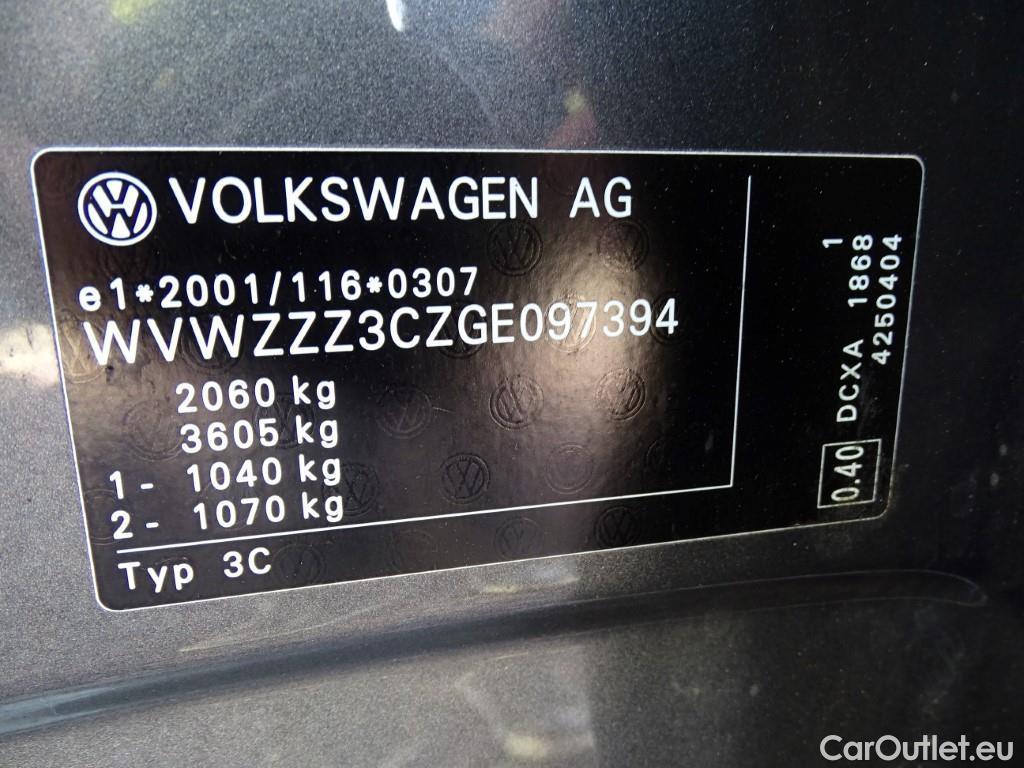 VOLKSWAGEN AG
e1*2001/116*0307
WVWZZZ3CZGE097394
2060 kg
3605 kg
1- 1040 kg
2- 1070 kg
Typ 3C
0.40 DCXA 1868 1
4250404
CarOutlet.eu